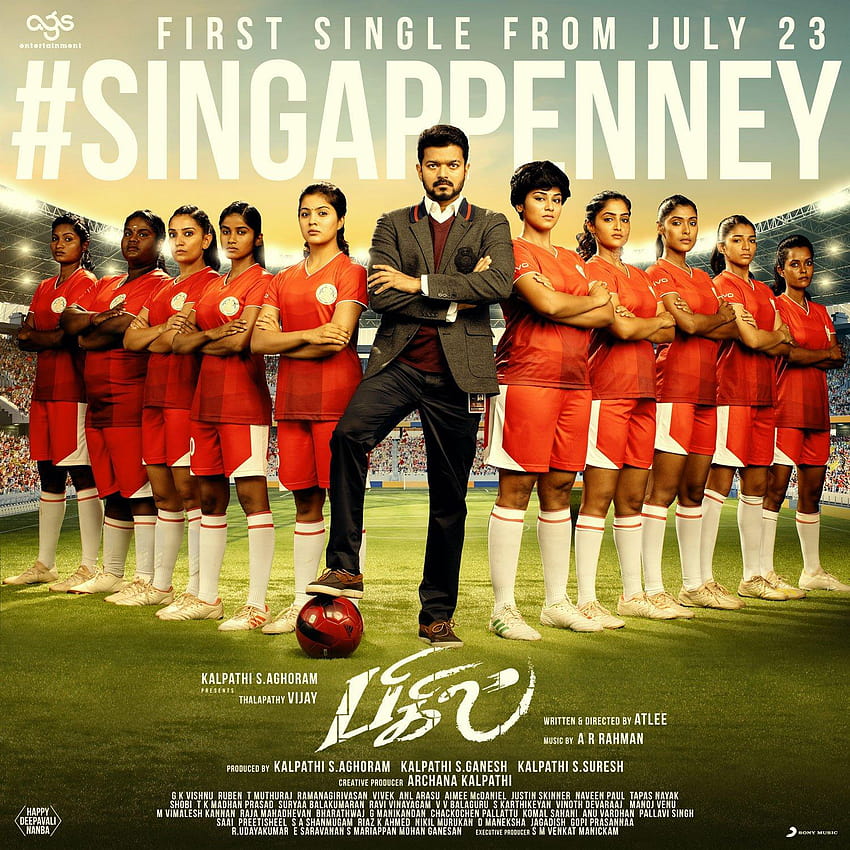 ags
entertainment
FIRST SINGLE FROM JULY 23
#SINGAPPENNEY
KALPATHI S.AGHORAM
PRESENTS
THALAPATHY VIJAY
பிகில்
WRITTEN & DIRECTED BY ATLEE
MUSIC BY A R RAHMAN
PRODUCED BY KALPATHI S.AGHORAM KALPATHI S.GANESH KALPATHI S.SURESH
CREATIVE PRODUCER ARCHANA KALPATHI
G K VISHNU RUBEN T MUTHURAJ RAMANAGIRIVASAN VIVEK ANL ARASU AIMEE McDANIEL JUSTIN SKINNER NAVEEN PAUL TAPAS NAYAK
SHOBI T K MADHAN PRASAD SURYAA BALAKUMARAN RAVI VINAYAGAM V V BALAGURU S KARTHIKEYAN VINOTH DEVARAAJ MANOJ VENU
M VIMALESH KANNAN RAJA MAHADEVAN BHARATHWAJ G MANIKANDAN CHACKOCHEN PALLATTU KOMAL SAHANI ANU VARDHAN PALLAVI SINGH
SAAI PREETISHEEL S A SHANMUGAM RIAZ K AHMED NIKIL MURUKAN D MANEKSHA JAGADISH GOPI PRASANNAA
R.UDAYAKUMAR E SARAVANAN S MARIAPPAN MOHAN GANESAN EXECUTIVE PRODUCER S M VENKAT MANICKAM
HAPPY
DEEPAVALI
NANBA
SONY MUSIC